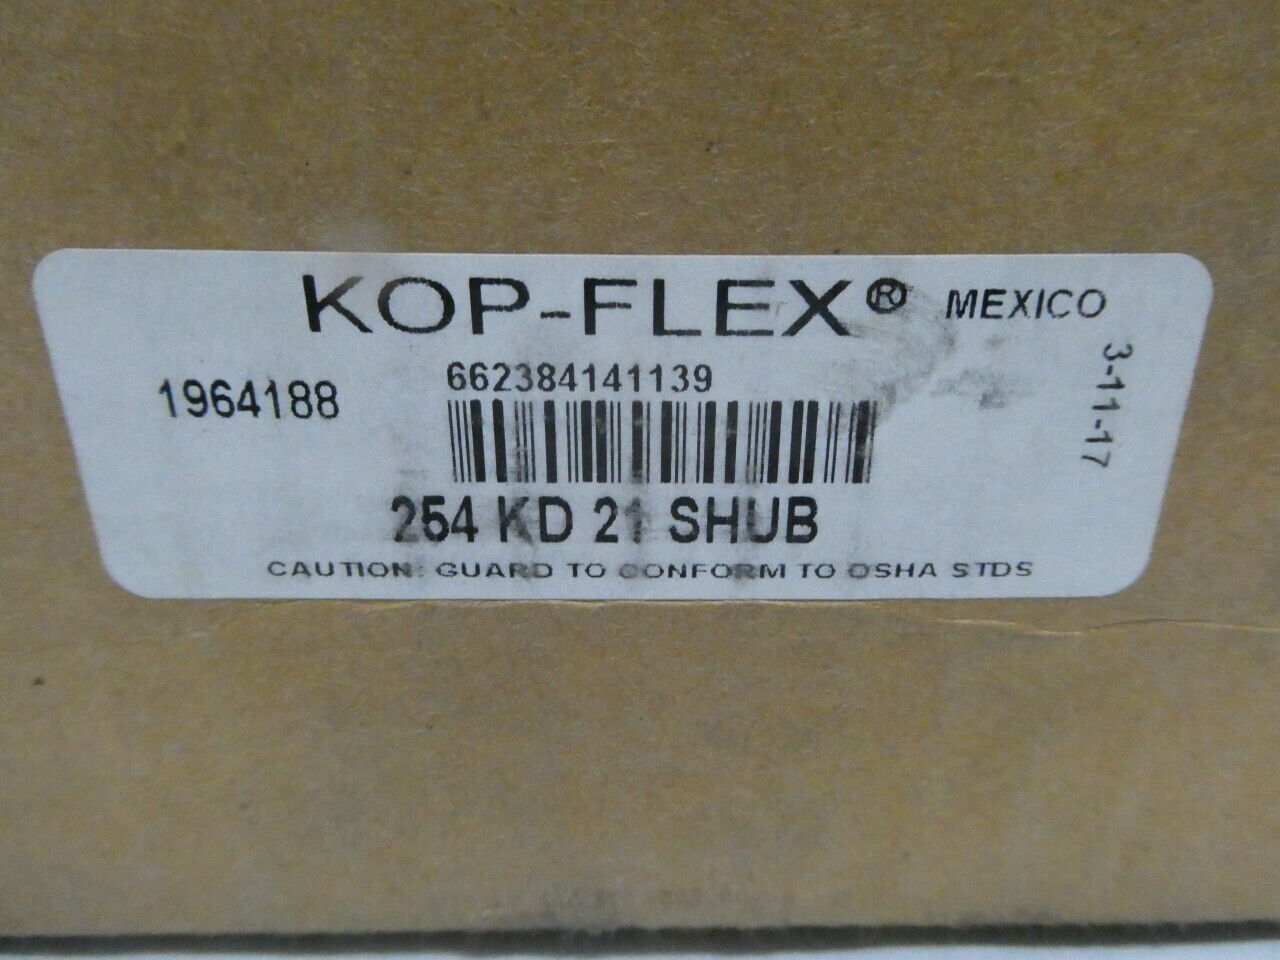 KOP-FLEX® MEXICO
3-11-17
1964188
662384141139
254 KD 21 SHUB
CAUTION: GUARD TO CONFORM TO OSHA STDS